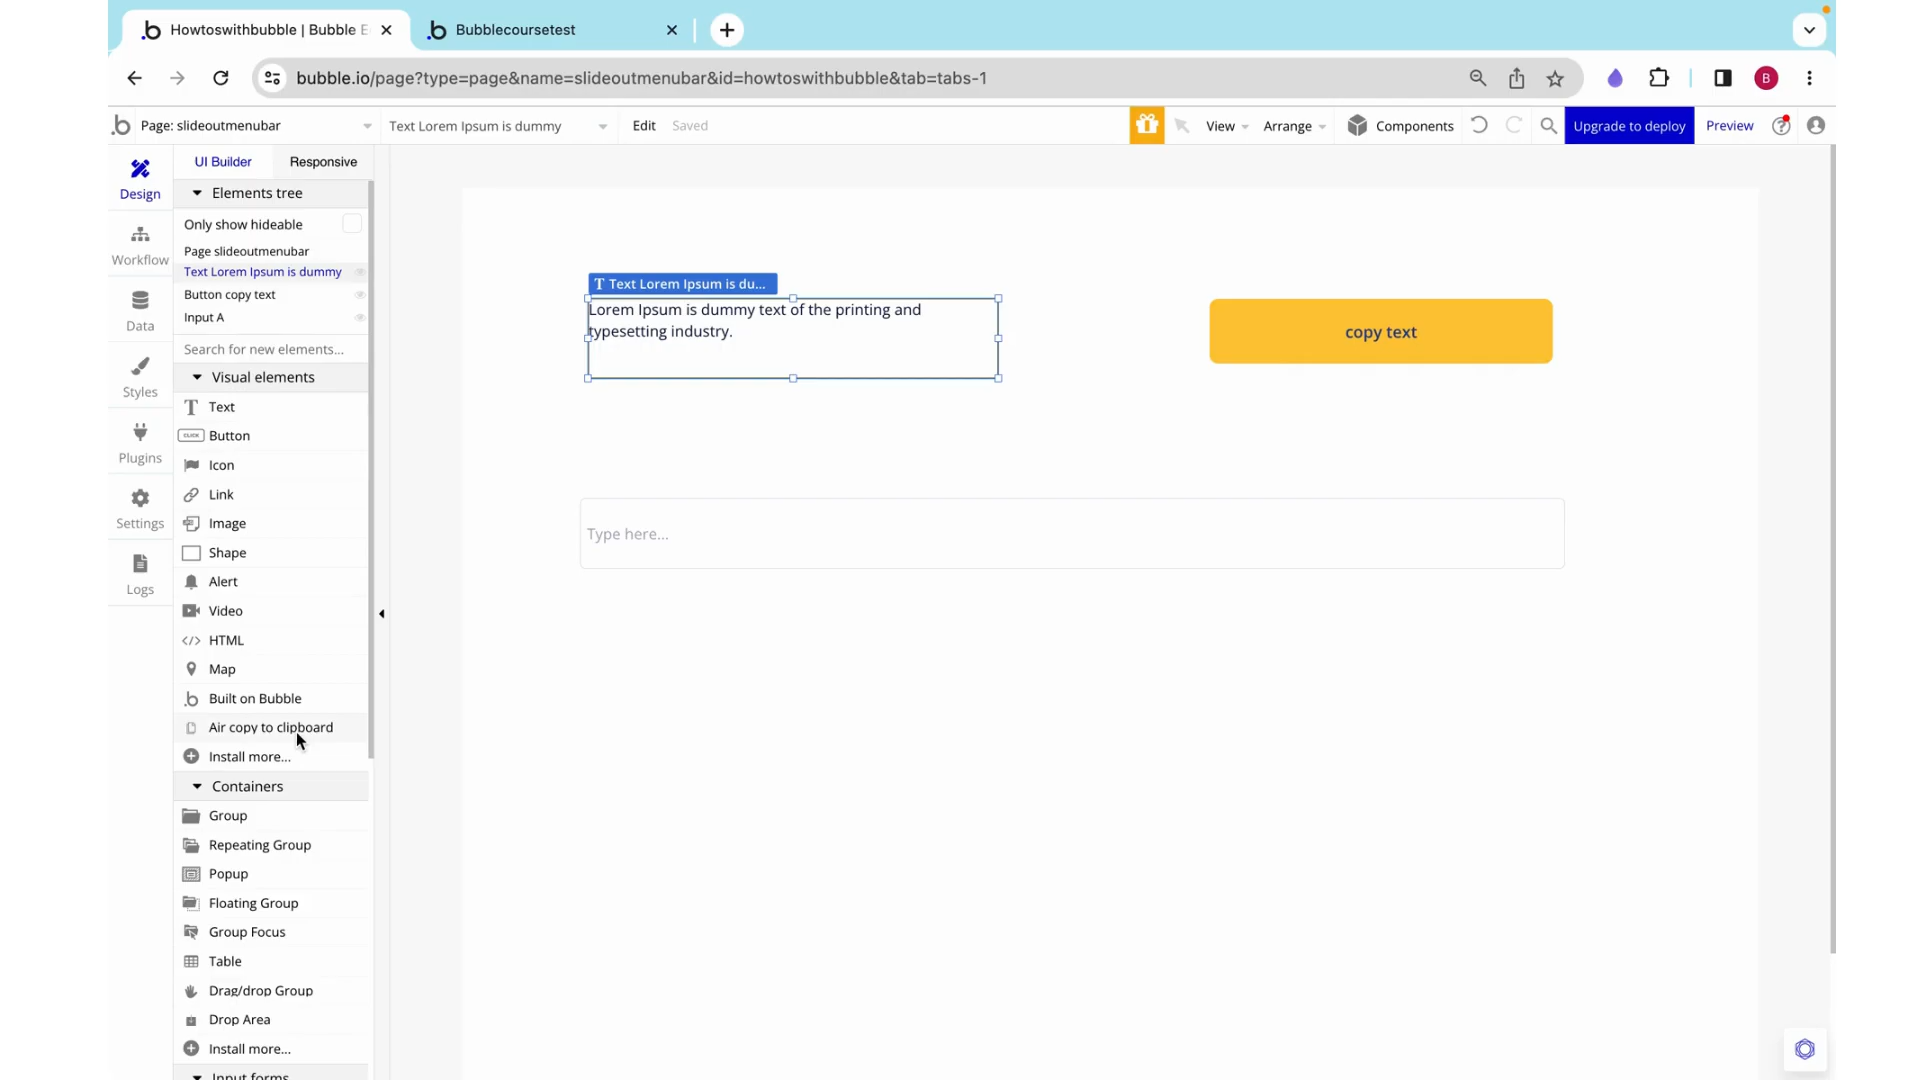 Howtoswithbubble | Bubble E
Bubblecoursetest
bubble.io/page?type=page&name=slideoutmenubar&id=howtoswithbubble&tab=tabs-1
B
Page: slideoutmenubar
Text Lorem Ipsum is dummy
Edit
Saved
View
Arrange
Components
Upgrade to deploy
Preview
Design
Workflow
Data
Styles
Plugins
Settings
Logs
UI Builder
Responsive
Elements tree
Only show hideable
Page slideoutmenubar
Text Lorem Ipsum is dummy
Button copy text
Input A
Search for new elements...
Visual elements
Text
CLICK
Button
Icon
Link
Image
Shape
Alert
Video
HTML
Map
Built on Bubble
Air copy to clipboard
Install more...
Containers
Group
Repeating Group
Popup
Floating Group
Group Focus
Table
Drag/drop Group
Drop Area
Install more...
Input forms
T Text Lorem Ipsum is du...
Lorem Ipsum is dummy text of the printing and
typesetting industry.
copy text
Type here...